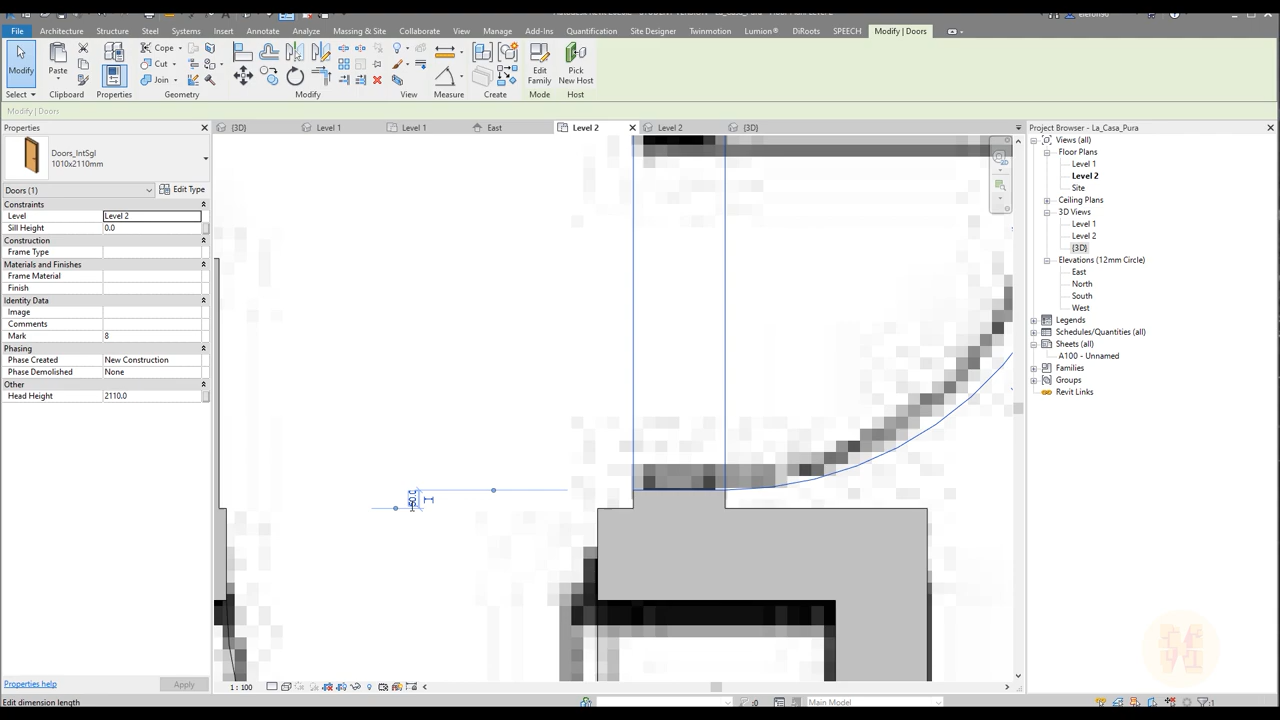 File Architecture Structure Steel Systems Insert Annotate Analyze Massing & Site Collaborate View Manage Add-Ins Quantification Site Designer Twinmotion Lumion® DiRoots SPEECH Modify | Doors
Modify Paste Cope Cut Join Edit Family Pick New Host
Select Properties Clipboard Geometry Modify View Measure Create Mode Host
Modify | Doors
Properties
{3D} Level 1 Level 1 East Level 2 Level 2 {3D}
Project Browser - La_Casa_Pura
Doors_IntSgl
1010x2110mm
Doors (1) Edit Type
Constraints
Level Level 2
Sill Height 0.0
Construction
Frame Type
Materials and Finishes
Frame Material
Finish
Identity Data
Image
Comments
Mark 8
Phasing
Phase Created New Construction
Phase Demolished None
Other
Head Height 2110.0
Views (all)
Floor Plans
Level 1
Level 2
Site
Ceiling Plans
3D Views
Level 1
Level 2
{3D}
Elevations (12mm Circle)
East
North
South
West
Legends
Schedules/Quantities (all)
Sheets (all)
A100 - Unnamed
Families
Groups
Revit Links
Properties help Apply
1 : 100
Edit dimension length :0 Main Model